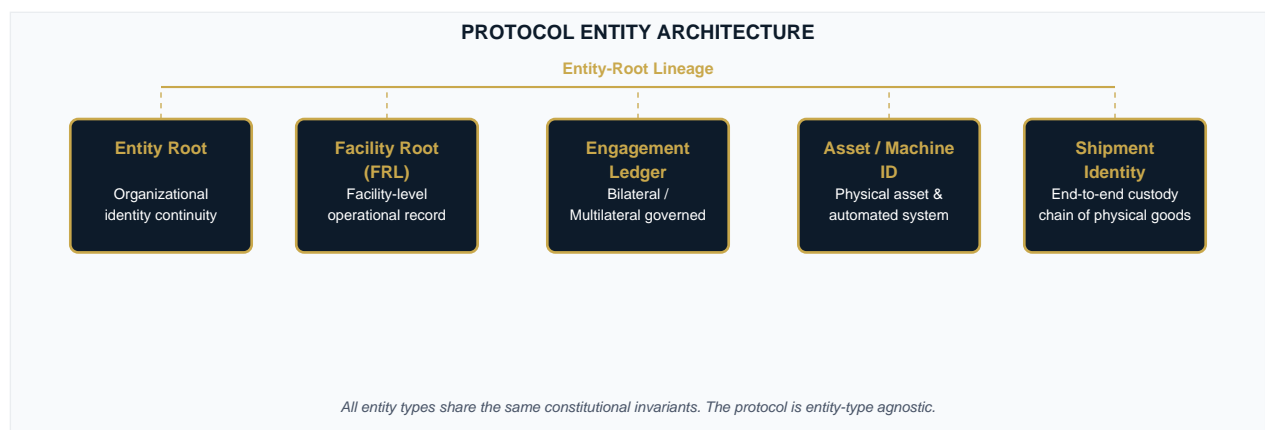 PROTOCOL ENTITY ARCHITECTURE
Entity-Root Lineage
Entity Root
Organizational
identity continuity
Facility Root
(FRL)
Facility-level
operational record
Engagement
Ledger
Bilateral /
Multilateral governed
Asset / Machine
ID
Physical asset &
automated system
Shipment
Identity
End-to-end custody
chain of physical goods
All entity types share the same constitutional invariants. The protocol is entity-type agnostic.